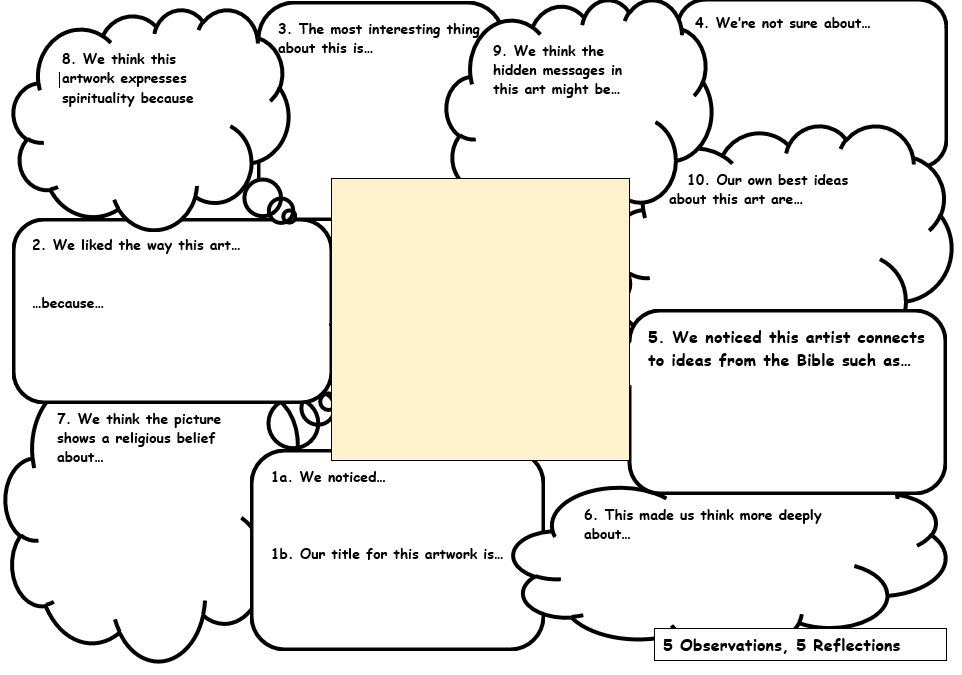 8. We think this
artwork expresses
spirituality because
3. The most interesting thing
about this is…
9. We think the
hidden messages in
this art might be…
4. We're not sure about…
10. Our own best ideas
about this art are…
2. We liked the way this art…
…because…
5. We noticed this artist connects
to ideas from the Bible such as…
7. We think the picture
shows a religious belief
about…
1a. We noticed…
1b. Our title for this artwork is…
6. This made us think more deeply
about…
5 Observations, 5 Reflections